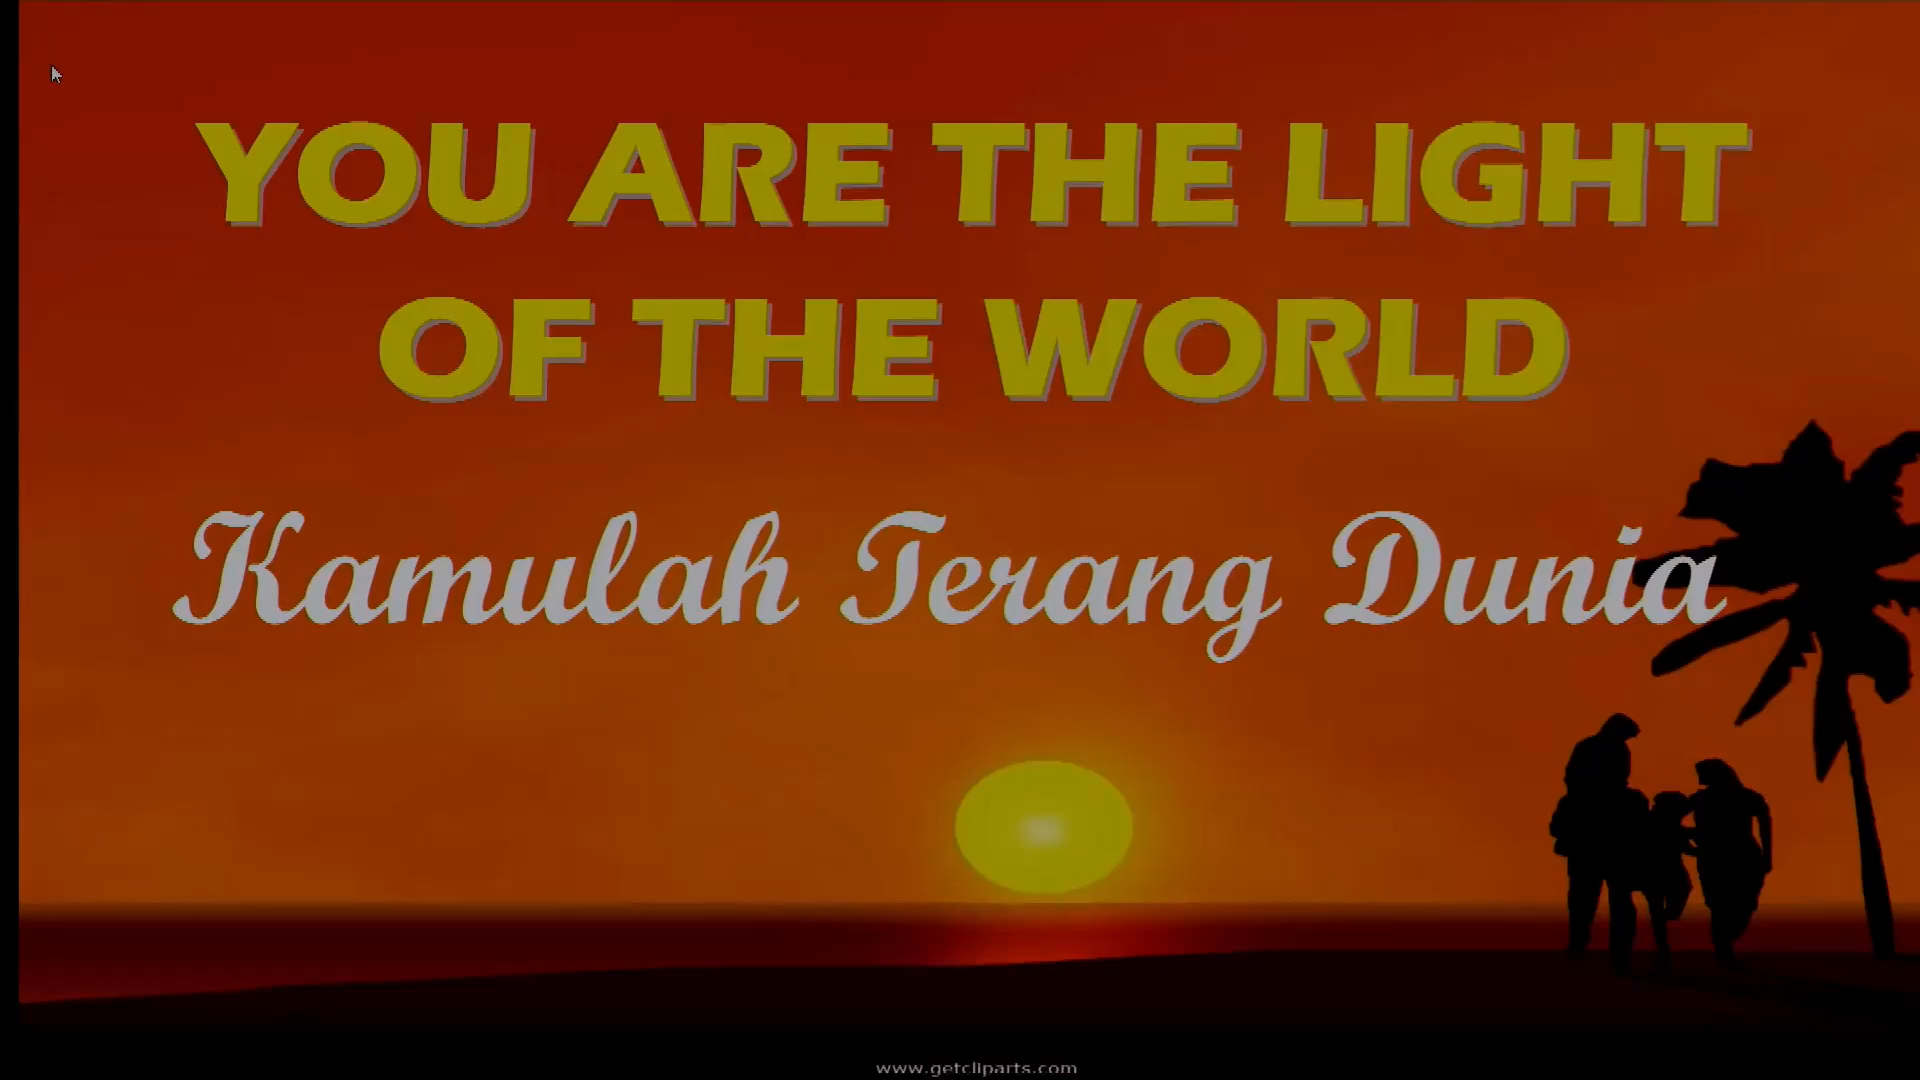 YOU ARE THE LIGHT
OF THE WORLD
Kamulah Terang Dunia
www.getcliparts.com